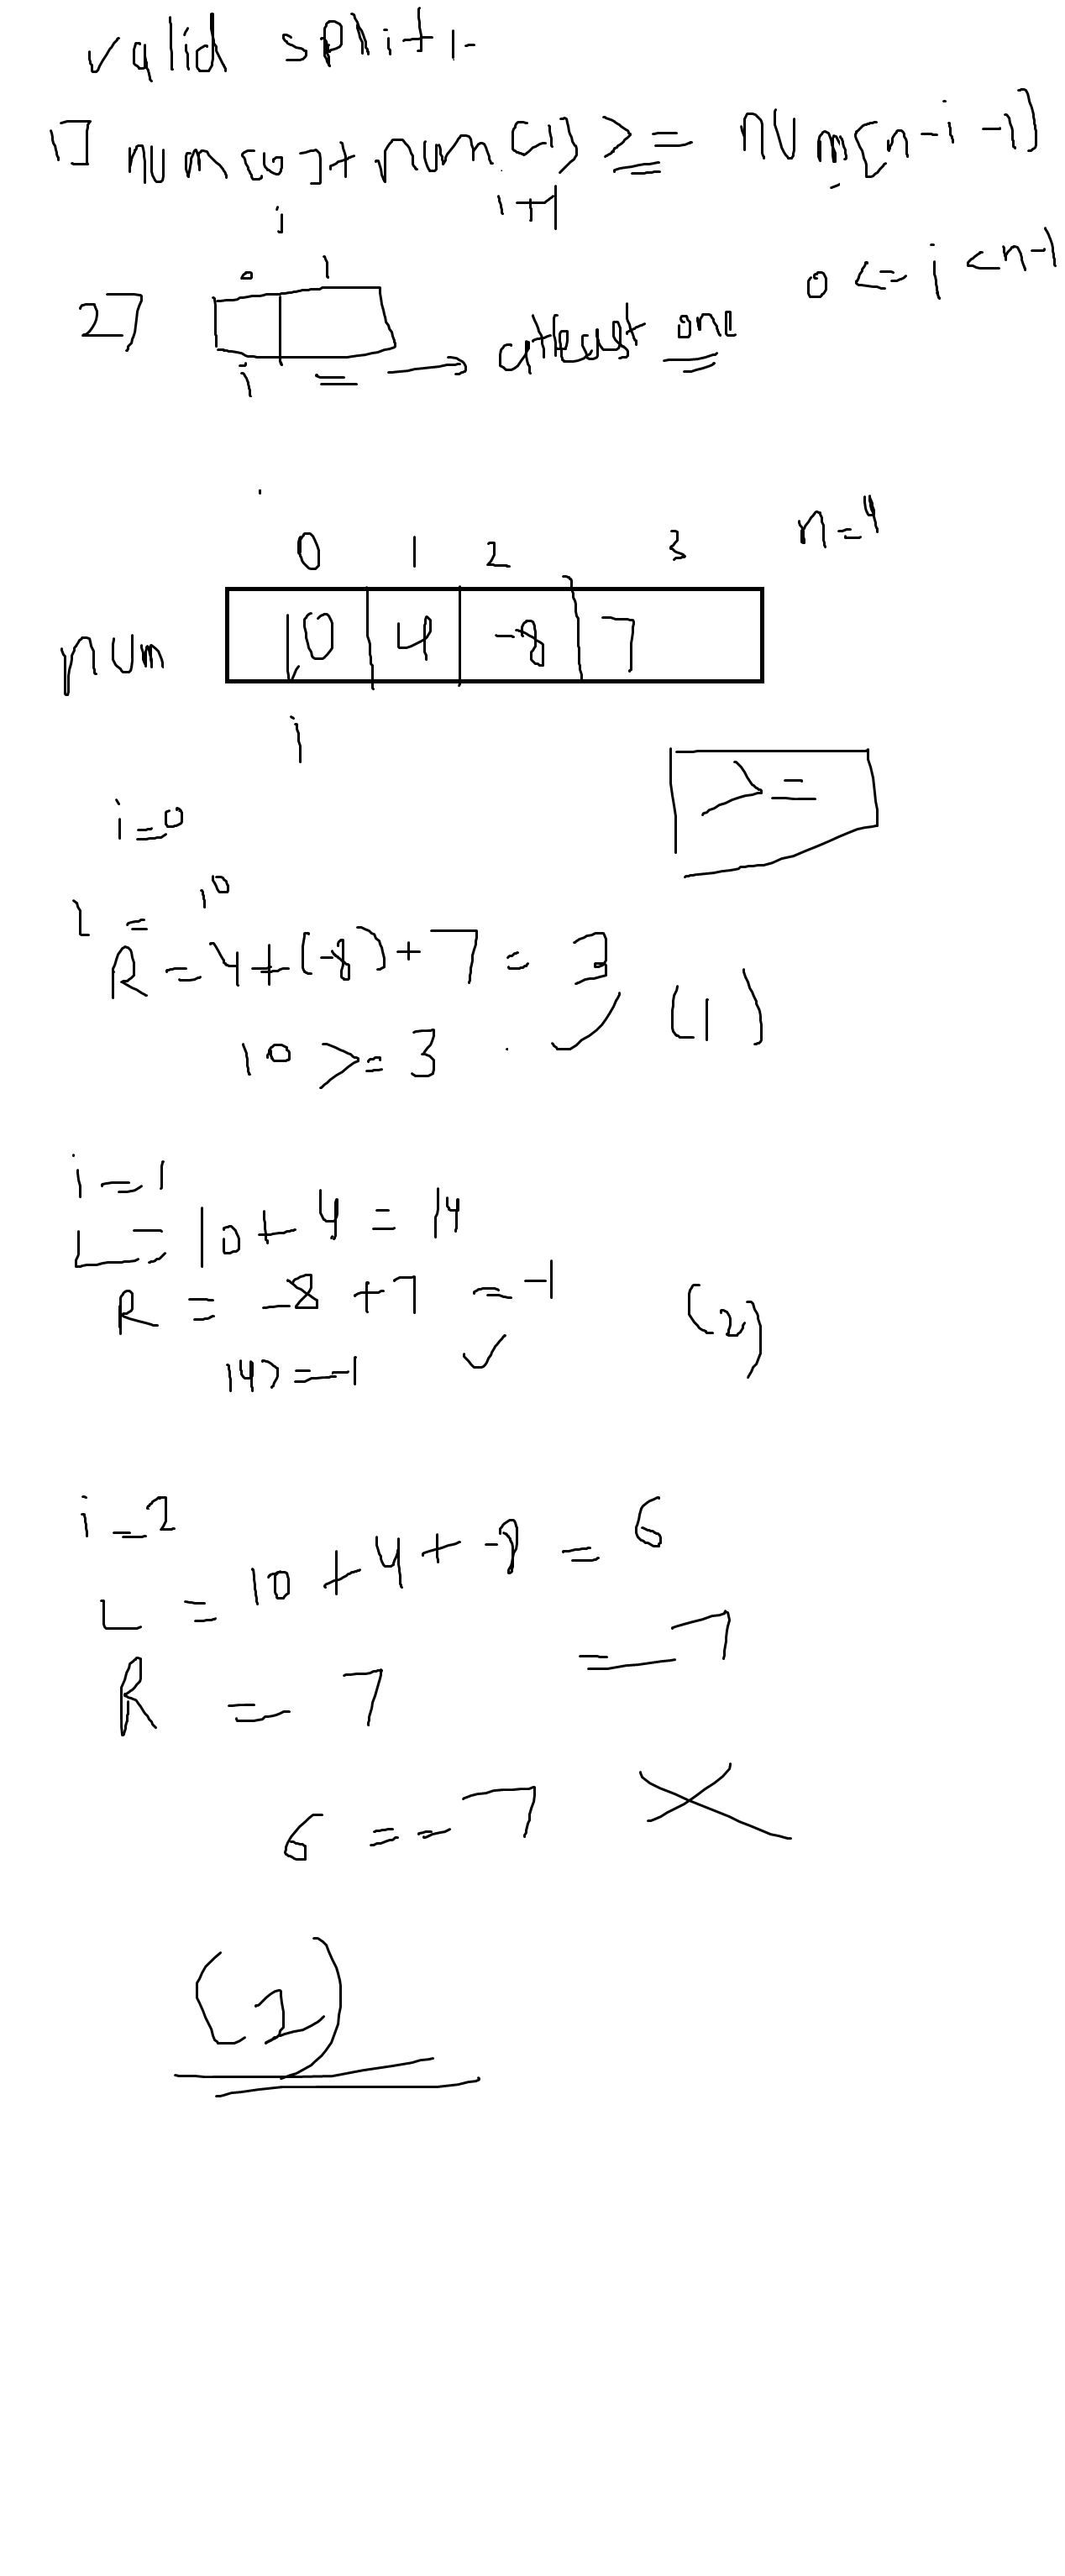 valid split :-
1] num[0] + num[1] >= num[n-i-1]
i i+1
0 <= i < n-1
0 1
2] → atleast one
i =
n=4
0 1 2 3
num 10 4 -8 7
i
>=
i=0
L = 10
R = 4+(-8)+7 = 3
10 >= 3 ✓ (1)
i=1
L = 10+4 = 14
R = -8+7 = -1 (2)
14>=-1 ✓
i=2
L = 10+4+-8 = 6
R = 7 =-7
6 =-7 X
(2)